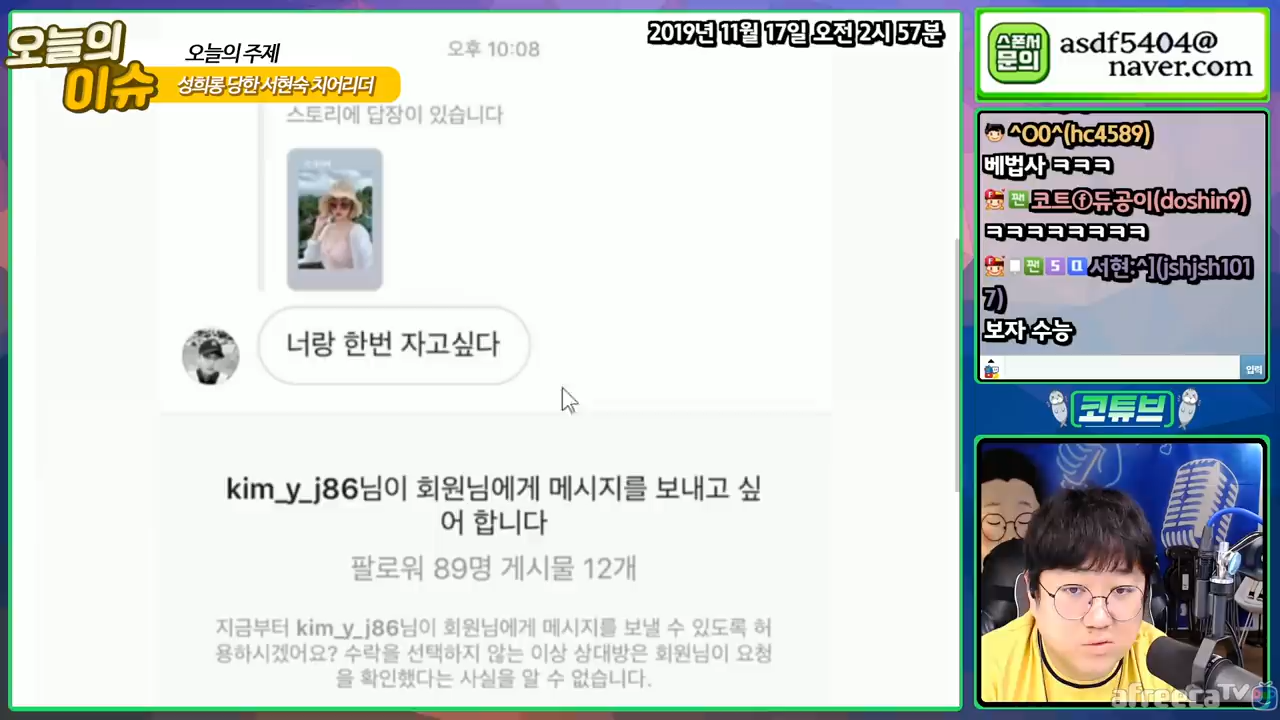 오늘의
이슈
오늘의 주제
성희롱 당한 서현숙 치어리더
2019년 11월 17일 오전 2시 57분
오후 10:08
스토리에 답장이 있습니다
너랑 한번 자고싶다
kim_y_j86님이 회원님에게 메시지를 보내고 싶
어 합니다
팔로워 89명 게시물 12개
지금부터 kim_y_j86님이 회원님에게 메시지를 보낼 수 있도록 허
용하시겠어요? 수락을 선택하지 않는 이상 상대방은 회원님이 요청
을 확인했다는 사실을 알 수 없습니다.
스폰서
문의
asdf5404@
naver.com
^O0^(hc4589)
베법사 ㅋㅋㅋ
팬 코트ⓕ듀공이(doshin9)
ㅋㅋㅋㅋㅋㅋㅋㅋ
팬 5 Q 서현:^](jshjsh101
7)
보자 수능
입력
코튜브
afreecaTV